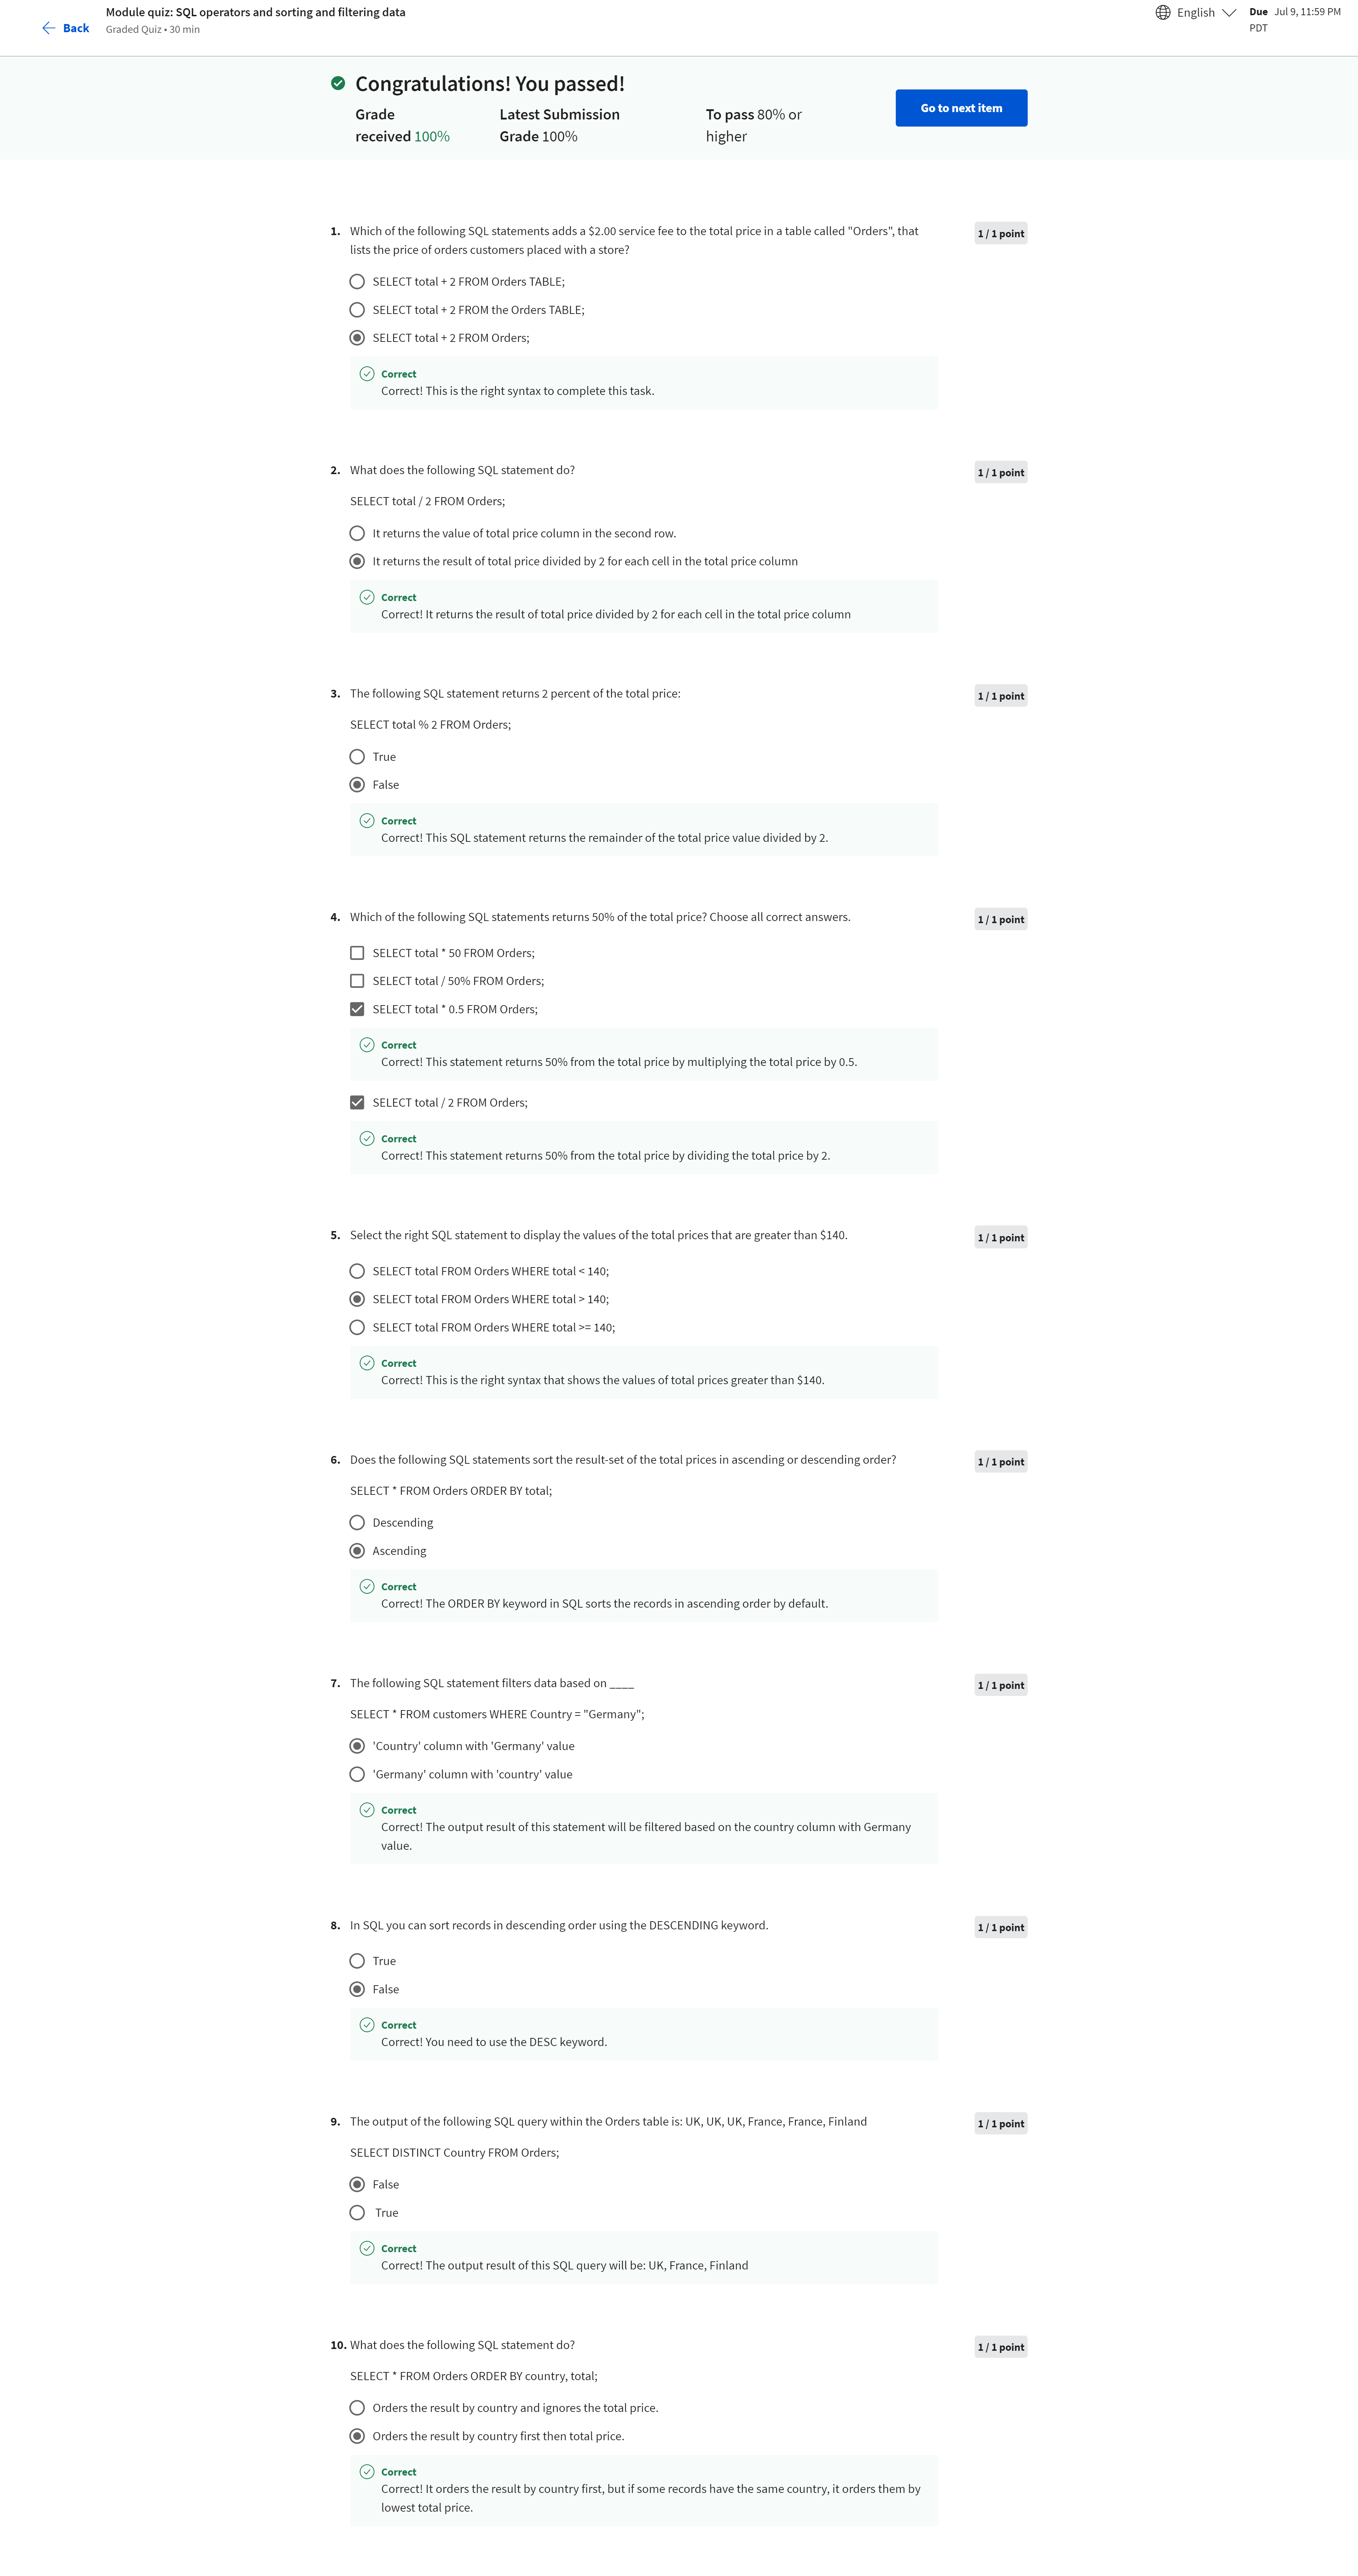 Back
Module quiz: SQL operators and sorting and filtering data
Graded Quiz • 30 min
English
Due Jul 9, 11:59 PM
PDT
Congratulations! You passed!
Grade
received 100%
Latest Submission
Grade 100%
To pass 80% or
higher
Go to next item
1. Which of the following SQL statements adds a $2.00 service fee to the total price in a table called "Orders", that
lists the price of orders customers placed with a store?
1 / 1 point
SELECT total + 2 FROM Orders TABLE;
SELECT total + 2 FROM the Orders TABLE;
SELECT total + 2 FROM Orders;
Correct
Correct! This is the right syntax to complete this task.
2. What does the following SQL statement do?
1 / 1 point
SELECT total / 2 FROM Orders;
It returns the value of total price column in the second row.
It returns the result of total price divided by 2 for each cell in the total price column
Correct
Correct! It returns the result of total price divided by 2 for each cell in the total price column
3. The following SQL statement returns 2 percent of the total price:
1 / 1 point
SELECT total % 2 FROM Orders;
True
False
Correct
Correct! This SQL statement returns the remainder of the total price value divided by 2.
4. Which of the following SQL statements returns 50% of the total price? Choose all correct answers.
1 / 1 point
SELECT total * 50 FROM Orders;
SELECT total / 50% FROM Orders;
SELECT total * 0.5 FROM Orders;
Correct
Correct! This statement returns 50% from the total price by multiplying the total price by 0.5.
SELECT total / 2 FROM Orders;
Correct
Correct! This statement returns 50% from the total price by dividing the total price by 2.
5. Select the right SQL statement to display the values of the total prices that are greater than $140.
1 / 1 point
SELECT total FROM Orders WHERE total < 140;
SELECT total FROM Orders WHERE total > 140;
SELECT total FROM Orders WHERE total >= 140;
Correct
Correct! This is the right syntax that shows the values of total prices greater than $140.
6. Does the following SQL statements sort the result-set of the total prices in ascending or descending order?
1 / 1 point
SELECT * FROM Orders ORDER BY total;
Descending
Ascending
Correct
Correct! The ORDER BY keyword in SQL sorts the records in ascending order by default.
7. The following SQL statement filters data based on ____
1 / 1 point
SELECT * FROM customers WHERE Country = "Germany";
'Country' column with 'Germany' value
'Germany' column with 'country' value
Correct
Correct! The output result of this statement will be filtered based on the country column with Germany
value.
8. In SQL you can sort records in descending order using the DESCENDING keyword.
1 / 1 point
True
False
Correct
Correct! You need to use the DESC keyword.
9. The output of the following SQL query within the Orders table is: UK, UK, UK, France, France, Finland
1 / 1 point
SELECT DISTINCT Country FROM Orders;
False
True
Correct
Correct! The output result of this SQL query will be: UK, France, Finland
10. What does the following SQL statement do?
1 / 1 point
SELECT * FROM Orders ORDER BY country, total;
Orders the result by country and ignores the total price.
Orders the result by country first then total price.
Correct
Correct! It orders the result by country first, but if some records have the same country, it orders them by
lowest total price.